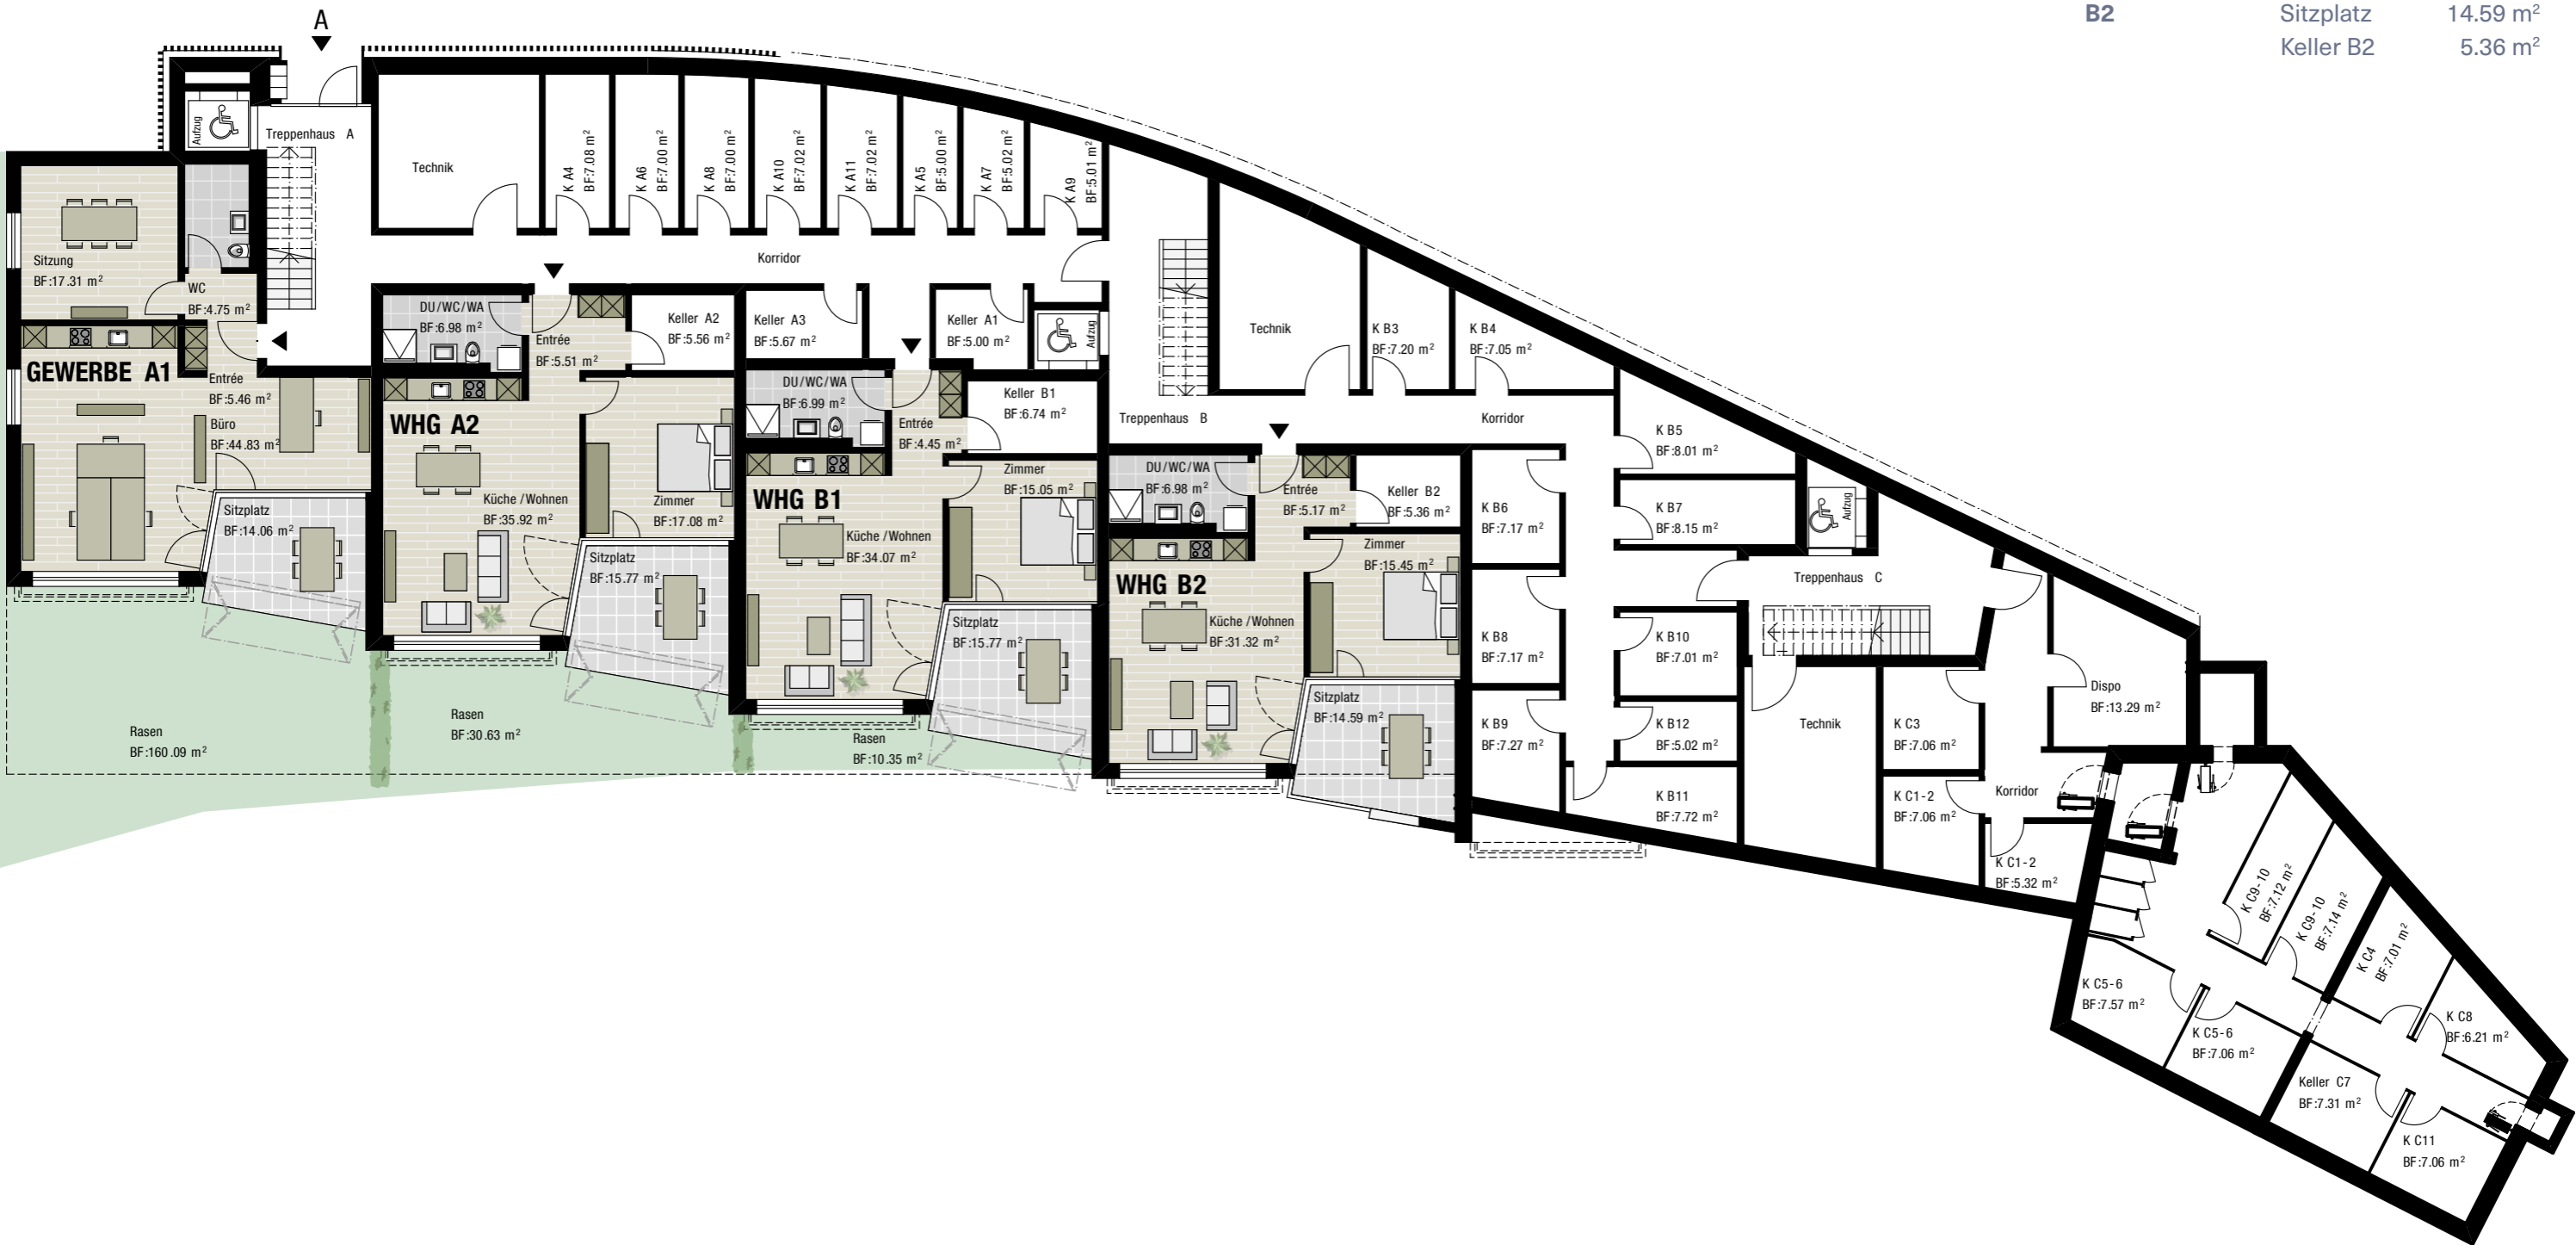 B2 Sitzplatz 14.59 m²
Keller B2 5.36 m²
A
Aufzug
Treppenhaus A
Technik
K A4
BF:7.08 m²
K A6
BF:7.00 m²
K A8
BF:7.00 m²
K A10
BF:7.02 m²
K A11
BF:7.02 m²
K A5
BF:5.00 m²
K A7
BF:5.02 m²
K A9
BF:5.01 m²
Korridor
Sitzung
BF:17.31 m²
WC
BF:4.75 m²
GEWERBE A1
Entrée
BF:5.46 m²
Büro
BF:44.83 m²
Sitzplatz
BF:14.06 m²
Rasen
BF:160.09 m²
DU/WC/WA
BF:6.98 m²
Entrée
BF:5.51 m²
Keller A2
BF:5.56 m²
WHG A2
Küche /Wohnen
BF:35.92 m²
Zimmer
BF:17.08 m²
Sitzplatz
BF:15.77 m²
Rasen
BF:30.63 m²
Keller A3
BF:5.67 m²
Keller A1
BF:5.00 m²
Aufzug
DU/WC/WA
BF:6.99 m²
Entrée
BF:4.45 m²
Keller B1
BF:6.74 m²
WHG B1
Küche /Wohnen
BF:34.07 m²
Zimmer
BF:15.05 m²
Sitzplatz
BF:15.77 m²
Rasen
BF:10.35 m²
Treppenhaus B
Technik
K B3
BF:7.20 m²
K B4
BF:7.05 m²
Korridor
DU/WC/WA
BF:6.98 m²
Entrée
BF:5.17 m²
Keller B2
BF:5.36 m²
WHG B2
Küche /Wohnen
BF:31.32 m²
Zimmer
BF:15.45 m²
Sitzplatz
BF:14.59 m²
K B5
BF:8.01 m²
K B6
BF:7.17 m²
K B7
BF:8.15 m²
Aufzug
Treppenhaus C
K B8
BF:7.17 m²
K B10
BF:7.01 m²
K B9
BF:7.27 m²
K B12
BF:5.02 m²
K B11
BF:7.72 m²
Technik
K C3
BF:7.06 m²
Dispo
BF:13.29 m²
K C1-2
BF:7.06 m²
Korridor
K C1-2
BF:5.32 m²
K C9-10
BF:7.12 m²
K C9-10
BF:7.14 m²
K C4
BF:7.01 m²
K C5-6
BF:7.57 m²
K C5-6
BF:7.06 m²
K C8
BF:6.21 m²
Keller C7
BF:7.31 m²
K C11
BF:7.06 m²